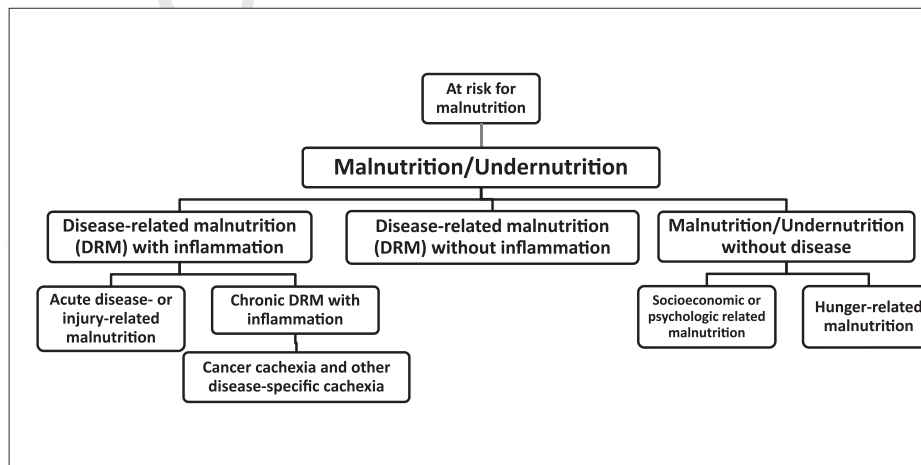 At risk for
malnutrition
Malnutrition/Undernutrition
Disease-related malnutrition
(DRM) with inflammation
Disease-related malnutrition
(DRM) without inflammation
Malnutrition/Undernutrition
without disease
Acute disease- or
injury-related
malnutrition
Chronic DRM with
inflammation
Socioeconomic or
psychologic related
malnutrition
Hunger-related
malnutrition
Cancer cachexia and other
disease-specific cachexia